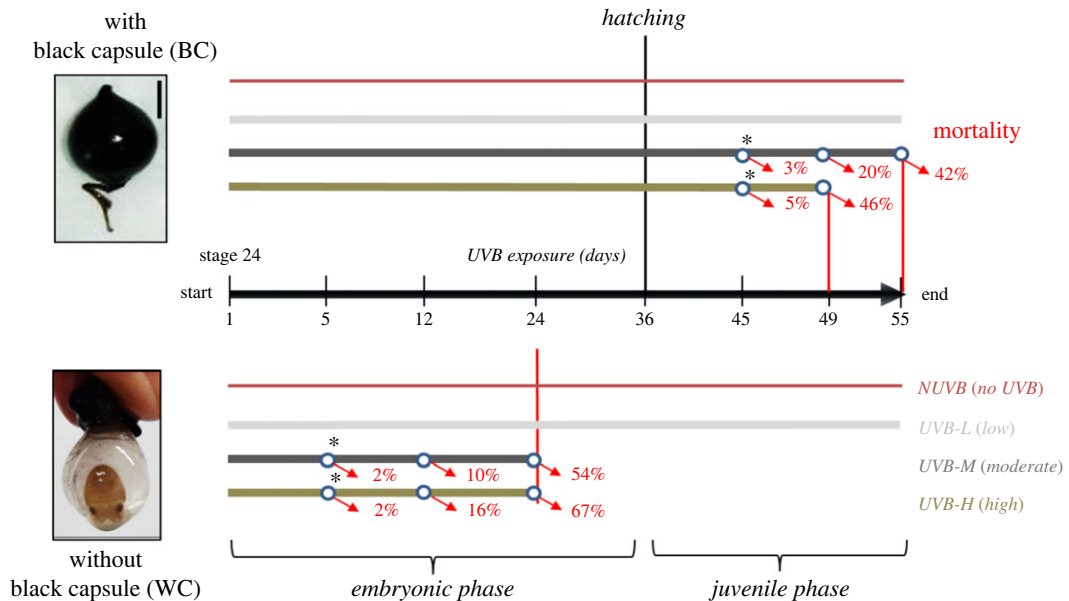 with
black capsule (BC)
hatching
mortality
*
3%
20%
42%
*
5%
46%
stage 24
UVB exposure (days)
start
end
1
5
12
24
36
45
49
55
NUVB (no UVB)
UVB-L (low)
*
2%
10%
54%
UVB-M (moderate)
*
2%
16%
67%
UVB-H (high)
without
black capsule (WC)
embryonic phase
juvenile phase